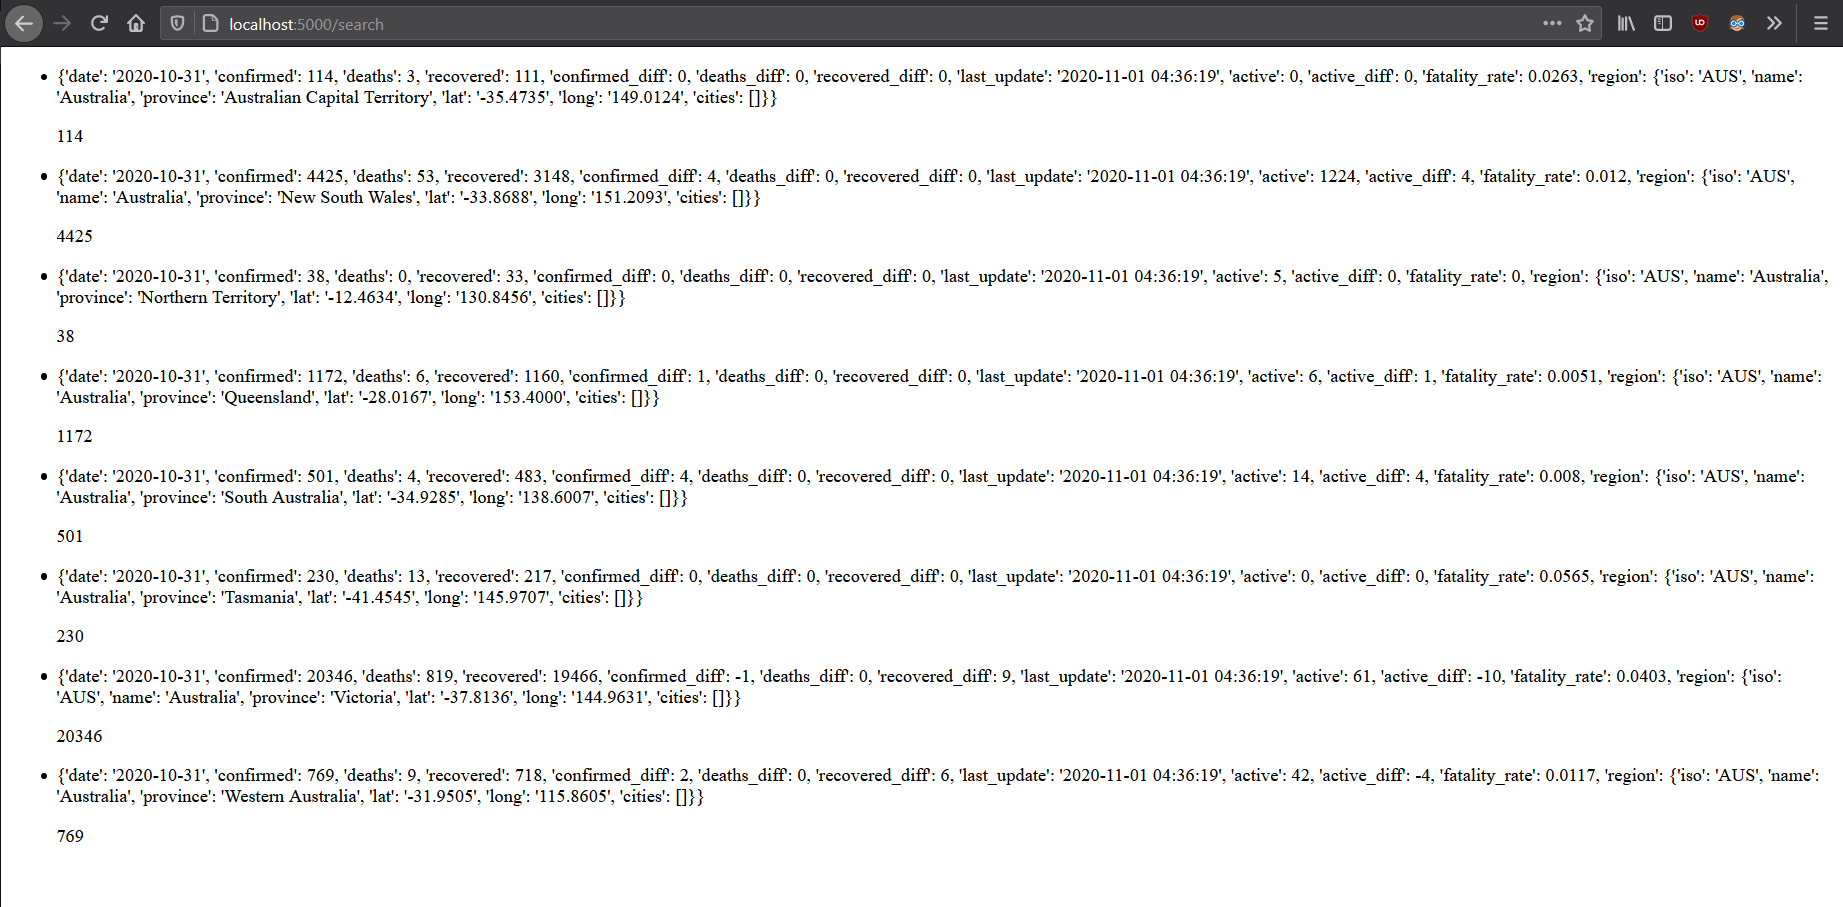 localhost:5000/search
{'date': '2020-10-31', 'confirmed': 114, 'deaths': 3, 'recovered': 111, 'confirmed_diff': 0, 'deaths_diff': 0, 'recovered_diff': 0, 'last_update': '2020-11-01 04:36:19', 'active': 0, 'active_diff': 0, 'fatality_rate': 0.0263, 'region': {'iso': 'AUS', 'name':
'Australia', 'province': 'Australian Capital Territory', 'lat': '-35.4735', 'long': '149.0124', 'cities': []}}
114
{'date': '2020-10-31', 'confirmed': 4425, 'deaths': 53, 'recovered': 3148, 'confirmed_diff': 4, 'deaths_diff': 0, 'recovered_diff': 0, 'last_update': '2020-11-01 04:36:19', 'active': 1224, 'active_diff': 4, 'fatality_rate': 0.012, 'region': {'iso': 'AUS',
'name': 'Australia', 'province': 'New South Wales', 'lat': '-33.8688', 'long': '151.2093', 'cities': []}}
4425
{'date': '2020-10-31', 'confirmed': 38, 'deaths': 0, 'recovered': 33, 'confirmed_diff': 0, 'deaths_diff': 0, 'recovered_diff': 0, 'last_update': '2020-11-01 04:36:19', 'active': 5, 'active_diff': 0, 'fatality_rate': 0, 'region': {'iso': 'AUS', 'name': 'Australia',
'province': 'Northern Territory', 'lat': '-12.4634', 'long': '130.8456', 'cities': []}}
38
{'date': '2020-10-31', 'confirmed': 1172, 'deaths': 6, 'recovered': 1160, 'confirmed_diff': 1, 'deaths_diff': 0, 'recovered_diff': 0, 'last_update': '2020-11-01 04:36:19', 'active': 6, 'active_diff': 1, 'fatality_rate': 0.0051, 'region': {'iso': 'AUS', 'name':
'Australia', 'province': 'Queensland', 'lat': '-28.0167', 'long': '153.4000', 'cities': []}}
1172
{'date': '2020-10-31', 'confirmed': 501, 'deaths': 4, 'recovered': 483, 'confirmed_diff': 4, 'deaths_diff': 0, 'recovered_diff': 0, 'last_update': '2020-11-01 04:36:19', 'active': 14, 'active_diff': 4, 'fatality_rate': 0.008, 'region': {'iso': 'AUS', 'name':
'Australia', 'province': 'South Australia', 'lat': '-34.9285', 'long': '138.6007', 'cities': []}}
501
{'date': '2020-10-31', 'confirmed': 230, 'deaths': 13, 'recovered': 217, 'confirmed_diff': 0, 'deaths_diff': 0, 'recovered_diff': 0, 'last_update': '2020-11-01 04:36:19', 'active': 0, 'active_diff': 0, 'fatality_rate': 0.0565, 'region': {'iso': 'AUS', 'name':
'Australia', 'province': 'Tasmania', 'lat': '-41.4545', 'long': '145.9707', 'cities': []}}
230
{'date': '2020-10-31', 'confirmed': 20346, 'deaths': 819, 'recovered': 19466, 'confirmed_diff': -1, 'deaths_diff': 0, 'recovered_diff': 9, 'last_update': '2020-11-01 04:36:19', 'active': 61, 'active_diff': -10, 'fatality_rate': 0.0403, 'region': {'iso':
'AUS', 'name': 'Australia', 'province': 'Victoria', 'lat': '-37.8136', 'long': '144.9631', 'cities': []}}
20346
{'date': '2020-10-31', 'confirmed': 769, 'deaths': 9, 'recovered': 718, 'confirmed_diff': 2, 'deaths_diff': 0, 'recovered_diff': 6, 'last_update': '2020-11-01 04:36:19', 'active': 42, 'active_diff': -4, 'fatality_rate': 0.0117, 'region': {'iso': 'AUS', 'name':
'Australia', 'province': 'Western Australia', 'lat': '-31.9505', 'long': '115.8605', 'cities': []}}
769